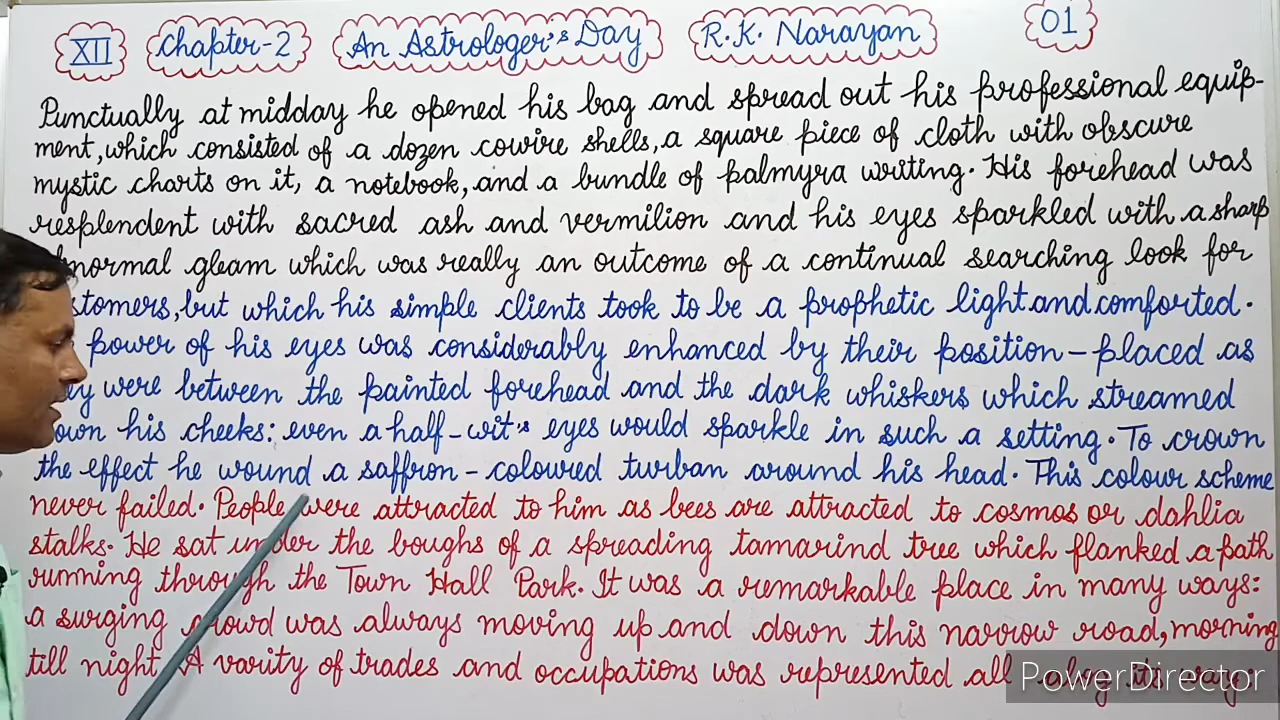 XII Chapter-2 An Astrologer's Day R.K. Narayan 01
Punctually at midday he opened his bag and spread out his professional equip-
ment, which consisted of a dozen cowire shells, a square piece of cloth with obscure
mystic charts on it, a notebook, and a bundle of palmyra writing. His forehead was
resplendent with sacred ash and vermilion and his eyes sparkled with a sharp
bnormal gleam which was really an outcome of a continual searching look for
stomers, but which his simple clients took to be a prophetic light and comforted.
power of his eyes was considerably enhanced by their position - placed as
ey were between the painted forehead and the dark whiskers which streamed
own his cheeks: even a half-wit's eyes would sparkle in such a setting. To crown
the effect he wound a saffron-coloured turban around his head. This colour scheme
never failed. People were attracted to him as bees are attracted to cosmos or dahlia
stalks. He sat under the boughs of a spreading tamarind tree which flanked a path
running through the Town Hall Park. It was a remarkable place in many ways:
a surging crowd was always moving up and down this narrow road, morning
till night. A varity of trades and occupations was represented all along its way.
PowerDirector